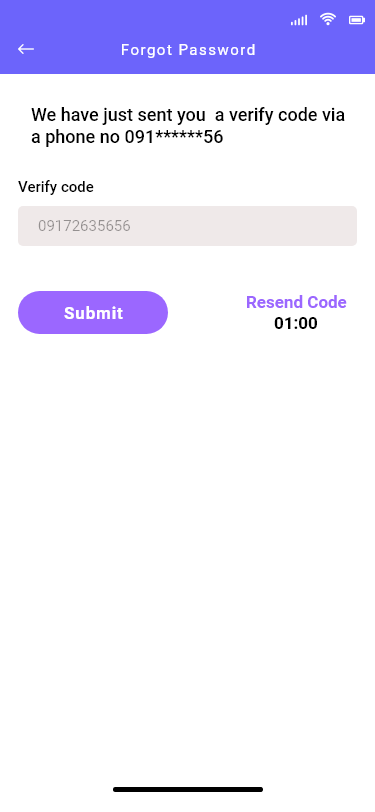 Forgot Password
We have just sent you  a verify code via
a phone no 091******56
Verify code
09172635656
Submit
Resend Code
01:00